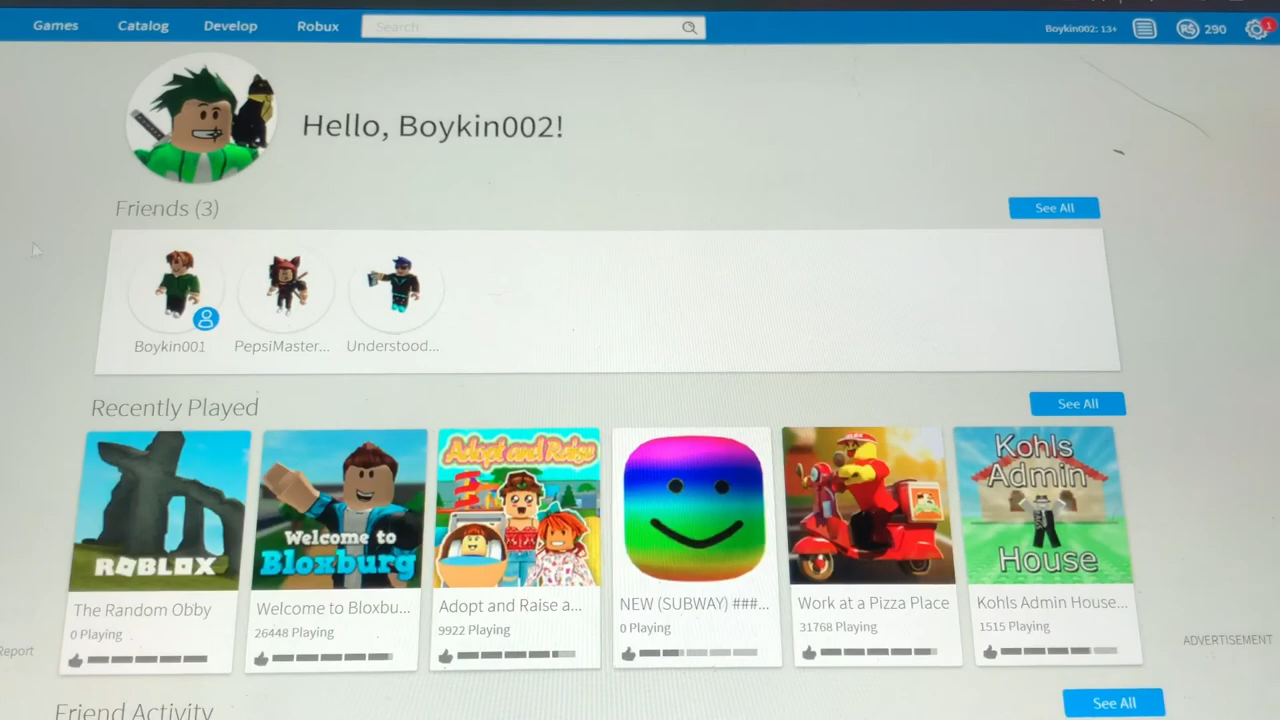 Games Catalog Develop Robux Search Boykin002: 13+ R$ 290 1
Hello, Boykin002!
Friends (3) See All
Boykin001 PepsiMaster... Understood...
Recently Played See All
Adopt and Raise
Kohls
Admin
House
Welcome to
Bloxburg
ROBLOX
The Random Obby Welcome to Bloxbu... Adopt and Raise a... NEW (SUBWAY) ###... Work at a Pizza Place Kohls Admin House...
0 Playing 26448 Playing 9922 Playing 0 Playing 31768 Playing 1515 Playing
Report ADVERTISEMENT
Friend Activity See All